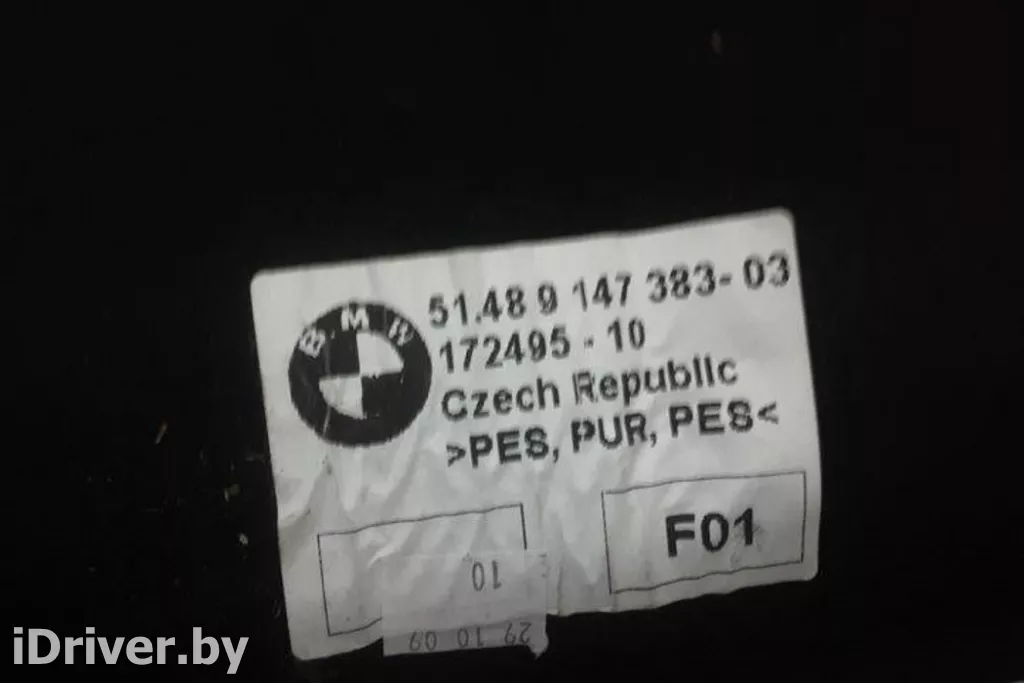 BMW
51.48 9 147 383-03
172495-10
Czech Republic
>PES, PUR, PES<
F01
10
29 10 09
iDriver.by